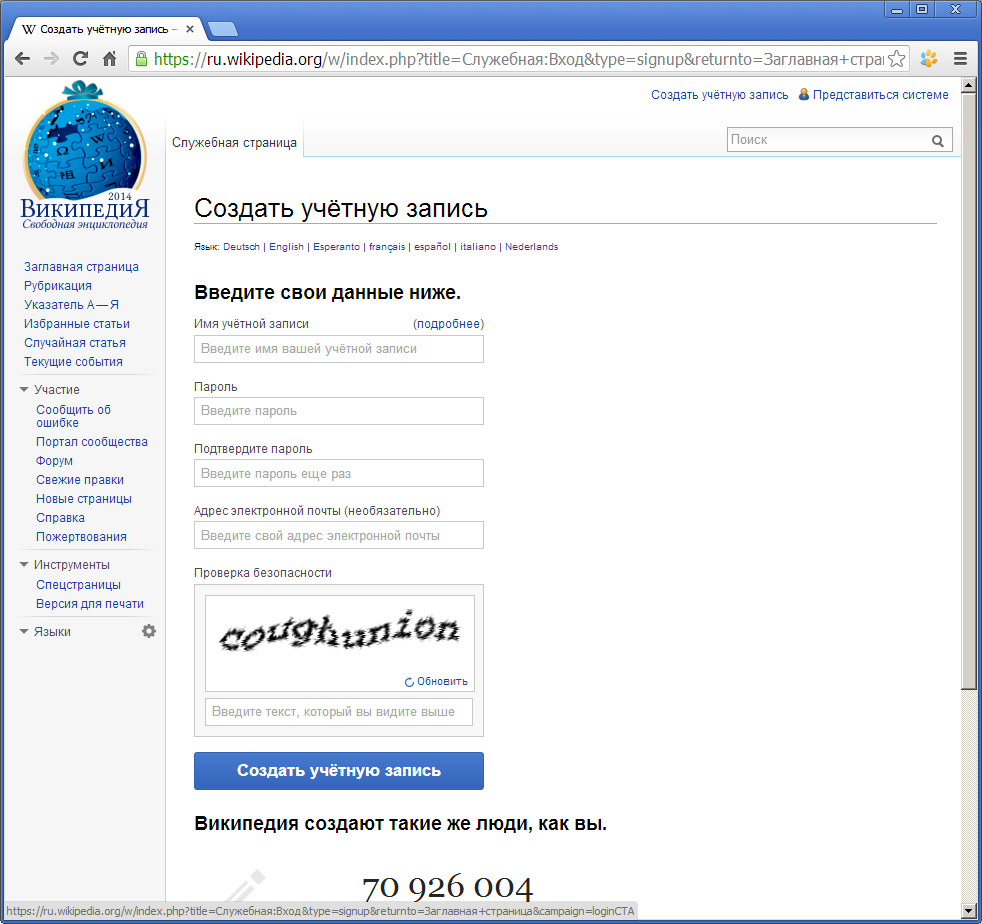 Создать учётную запись –
https://ru.wikipedia.org/w/index.php?title=Служебная:Вход&type=signup&returnto=Заглавная+стран
Создать учётную запись Представиться системе
Служебная страница
Поиск
2014
ВикипедиЯ
Свободная энциклопедия
Заглавная страница
Рубрикация
Указатель А — Я
Избранные статьи
Случайная статья
Текущие события
Участие
Сообщить об
ошибке
Портал сообщества
Форум
Свежие правки
Новые страницы
Справка
Пожертвования
Инструменты
Спецстраницы
Версия для печати
Языки
Создать учётную запись
Язык: Deutsch | English | Esperanto | français | español | italiano | Nederlands
Введите свои данные ниже.
Имя учётной записи (подробнее)
Введите имя вашей учётной записи
Пароль
Введите пароль
Подтвердите пароль
Введите пароль еще раз
Адрес электронной почты (необязательно)
Введите свой адрес электронной почты
Проверка безопасности
coughunion
Обновить
Введите текст, который вы видите выше
Создать учётную запись
Википедия создают такие же люди, как вы.
70 926 004
https://ru.wikipedia.org/w/index.php?title=Служебная:Вход&type=signup&returnto=Заглавная+страница&campaign=loginCTA